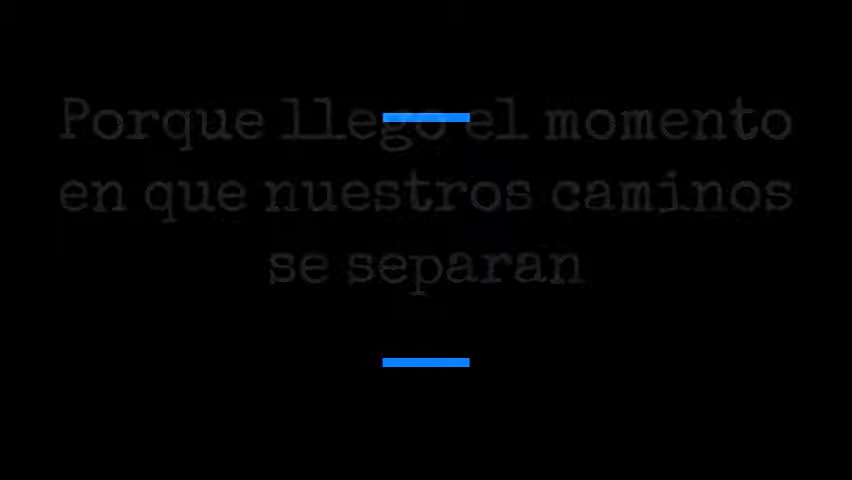 Porque llego el momento
en que nuestros caminos
se separan